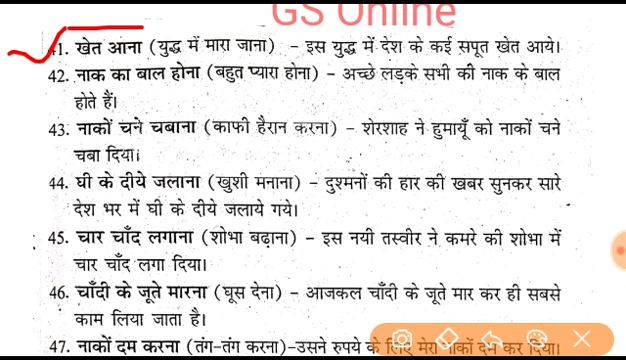 GS Online
41. खेत आना (युद्ध में मारा जाना) – इस युद्ध में देश के कई सपूत खेत आये।
42. नाक का बाल होना (बहुत प्यारा होना) – अच्छे लड़के सभी की नाक के बाल
होते हैं।
43. नाकों चने चबाना (काफी हैरान करना) – शेरशाह ने हुमायूँ को नाकों चने
चबा दिया।
44. घी के दीये जलाना (खुशी मनाना) – दुश्मनों की हार की खबर सुनकर सारे
देश भर में घी के दीये जलाये गये।
45. चार चाँद लगाना (शोभा बढ़ाना) – इस नयी तस्वीर ने कमरे की शोभा में
चार चाँद लगा दिया।
46. चाँदी के जूते मारना (घूस देना) – आजकल चाँदी के जूते मार कर ही सबसे
काम लिया जाता है।
47. नाकों दम करना (तंग-तंग करना)–उसने रुपये के लिए मेरा नाकों दम कर दिया।